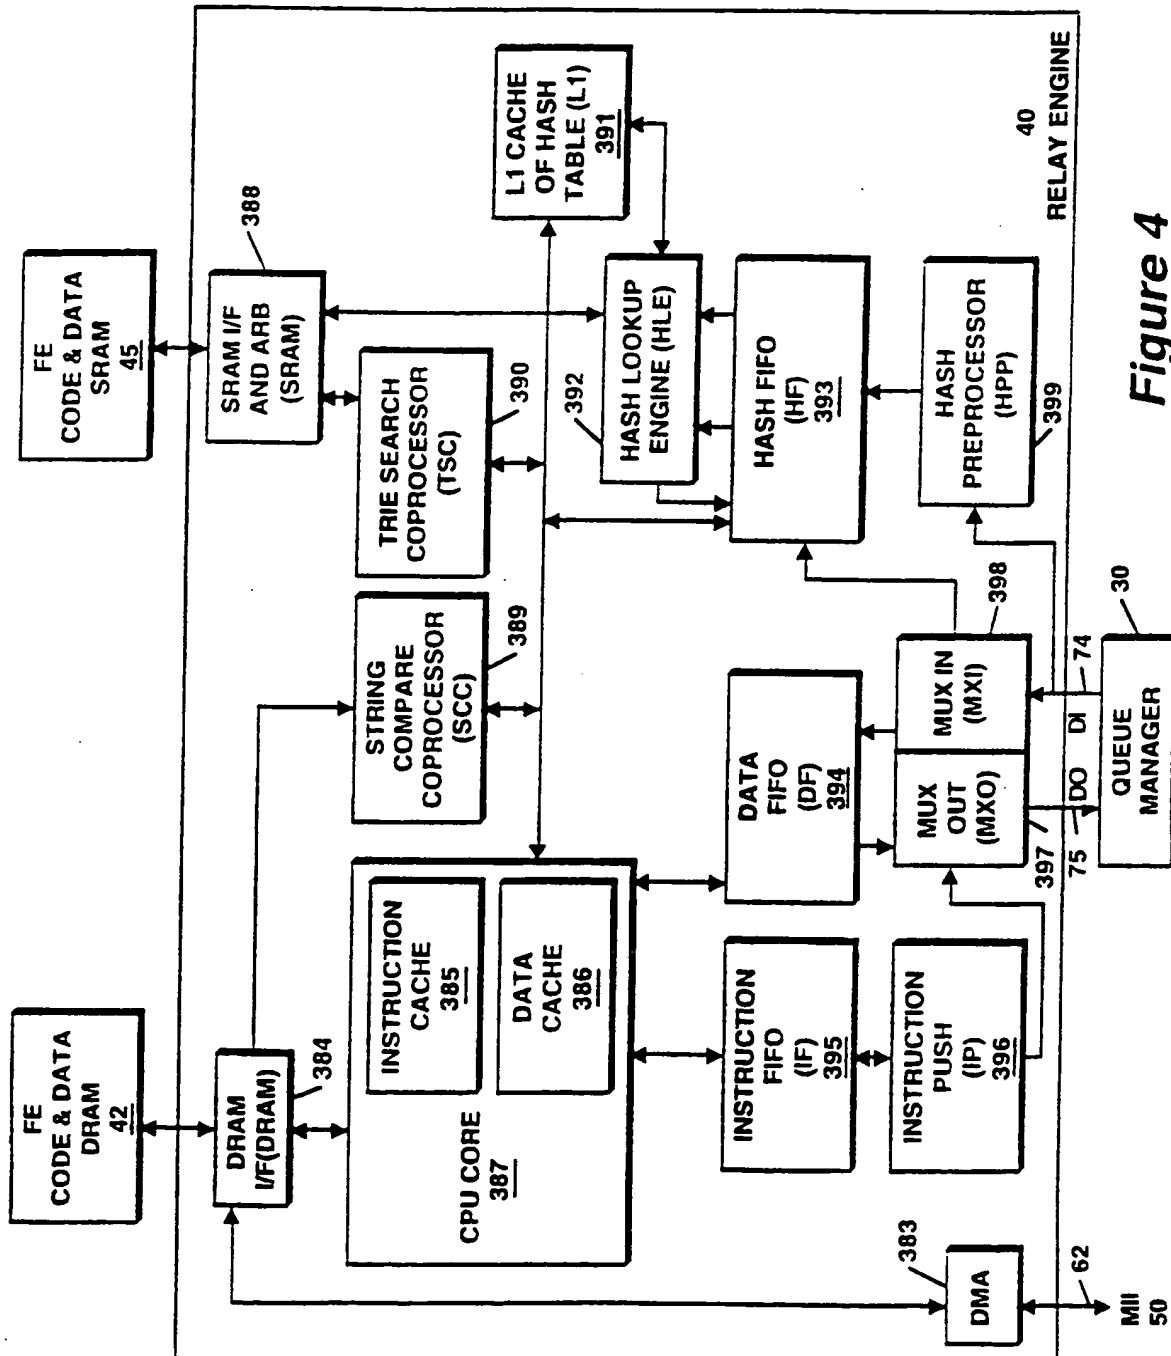 FE
CODE & DATA
DRAM
42
FE
CODE & DATA
SRAM
45
DRAM
I/F(DRAM)
384
SRAM I/F
AND ARB
(SRAM)
388
CPU CORE
387
INSTRUCTION
CACHE
385
DATA
CACHE
386
STRING
COMPARE
COPROCESSOR
(SCC)
389
TRIE SEARCH
COPROCESSOR
(TSC)
390
L1 CACHE
OF HASH
TABLE (L1)
391
392
HASH LOOKUP
ENGINE (HLE)
INSTRUCTION
FIFO
(IF)
395
DATA
FIFO
(DF)
394
HASH FIFO
(HF)
393
INSTRUCTION
PUSH
(IP)
396
MUX
OUT
(MXO)
397
MUX IN
(MXI)
398
HASH
PREPROCESSOR
(HPP)
399
40
RELAY ENGINE
383
DMA
62
MII
50
75
DO
DI
74
QUEUE
MANAGER
30
Figure 4